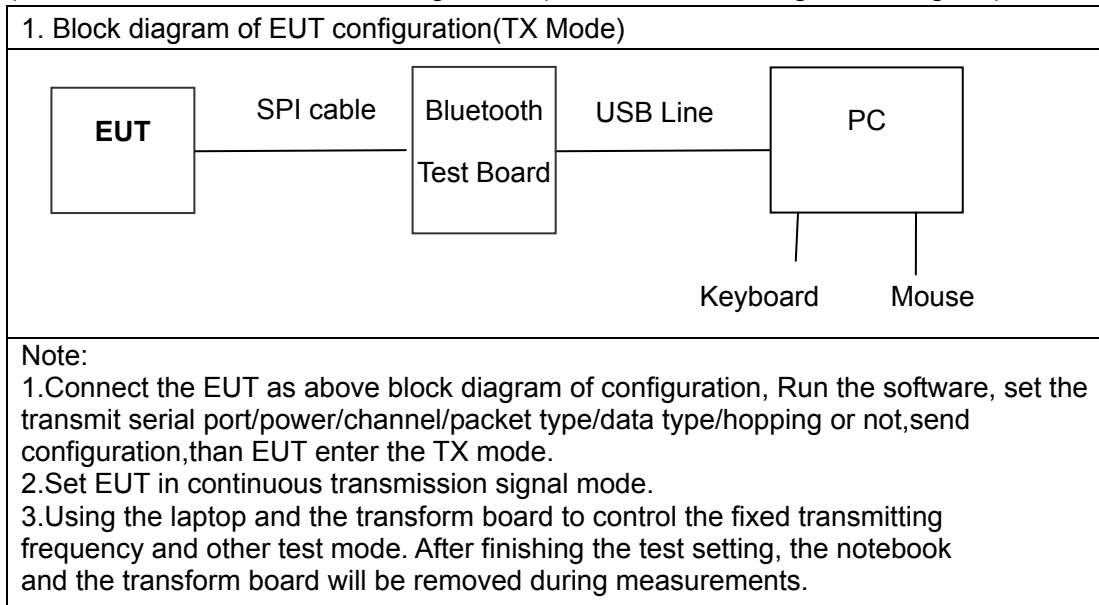 1. Block diagram of EUT configuration(TX Mode)
EUT
SPI cable
Bluetooth
Test Board
USB Line
PC
Keyboard
Mouse
Note:
1.Connect the EUT as above block diagram of configuration, Run the software, set the
transmit serial port/power/channel/packet type/data type/hopping or not,send
configuration,than EUT enter the TX mode.
2.Set EUT in continuous transmission signal mode.
3.Using the laptop and the transform board to control the fixed transmitting
frequency and other test mode. After finishing the test setting, the notebook
and the transform board will be removed during measurements.